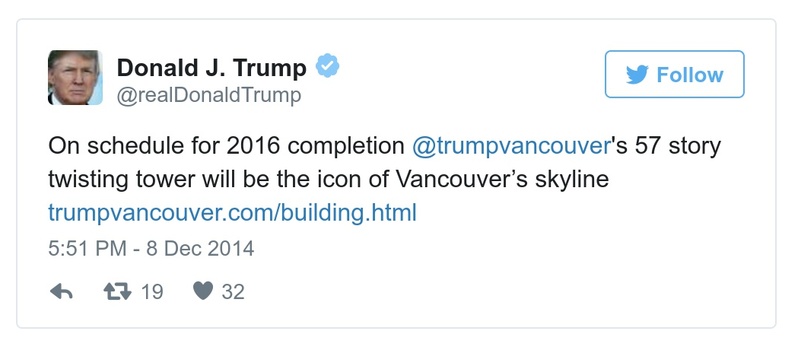 Donald J. Trump
@realDonaldTrump
Follow
On schedule for 2016 completion @trumpvancouver's 57 story
twisting tower will be the icon of Vancouver’s skyline
trumpvancouver.com/building.html
5:51 PM - 8 Dec 2014
19 32